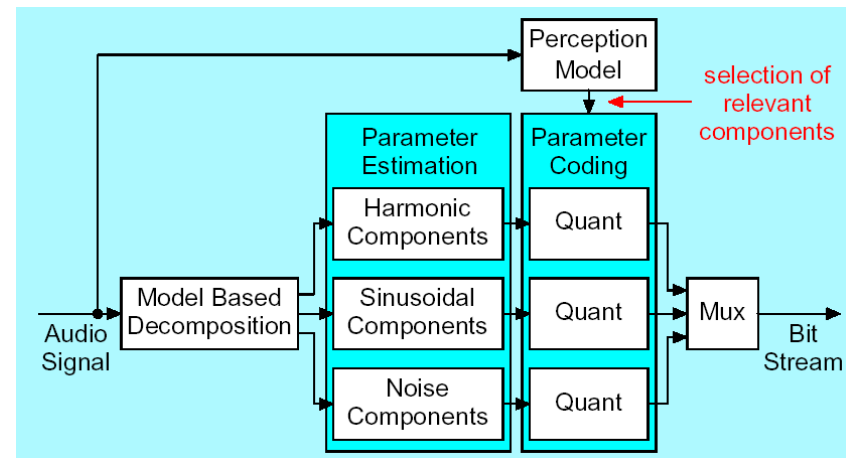 Perception
Model
selection of
relevant
components
Parameter
Estimation
Parameter
Coding
Harmonic
Components
Quant
Model Based
Decomposition
Sinusoidal
Components
Quant
Mux
Audio
Signal
Bit
Stream
Noise
Components
Quant